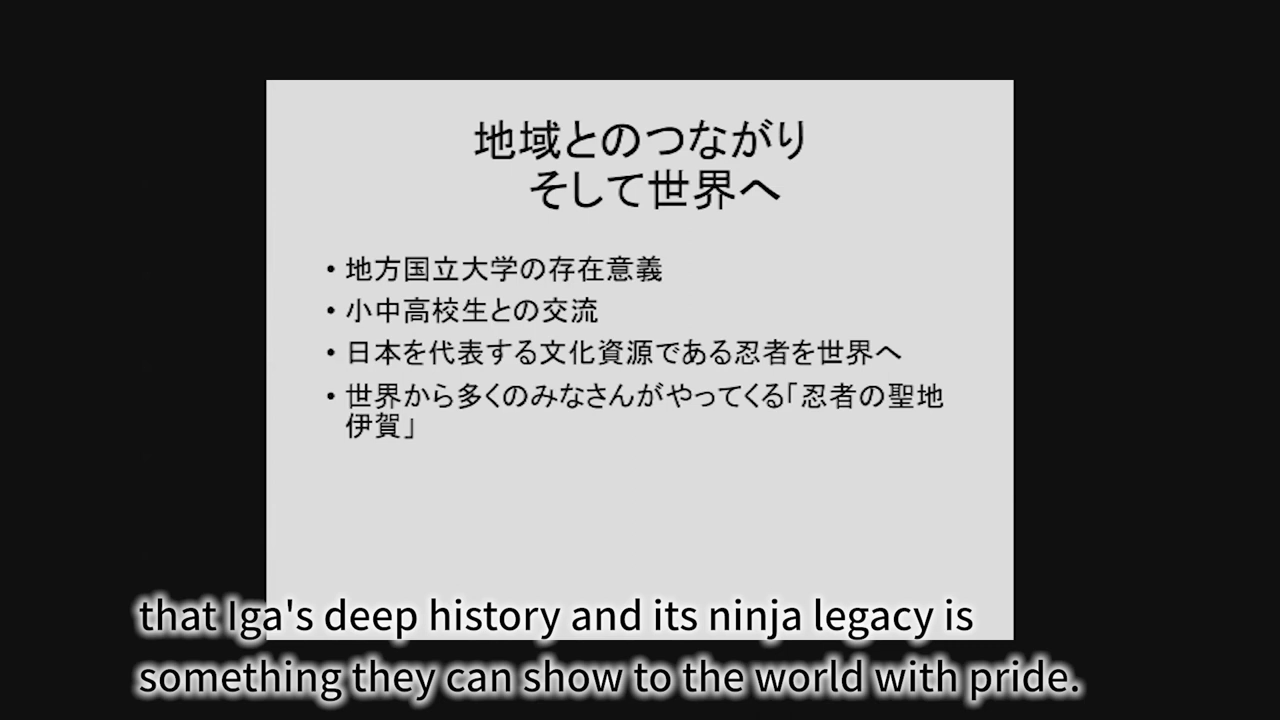 地域とのつながり
そして世界へ
• 地方国立大学の存在意義
• 小中高校生との交流
• 日本を代表する文化資源である忍者を世界へ
• 世界から多くのみなさんがやってくる「忍者の聖地
伊賀」
that Iga's deep history and its ninja legacy is
something they can show to the world with pride.